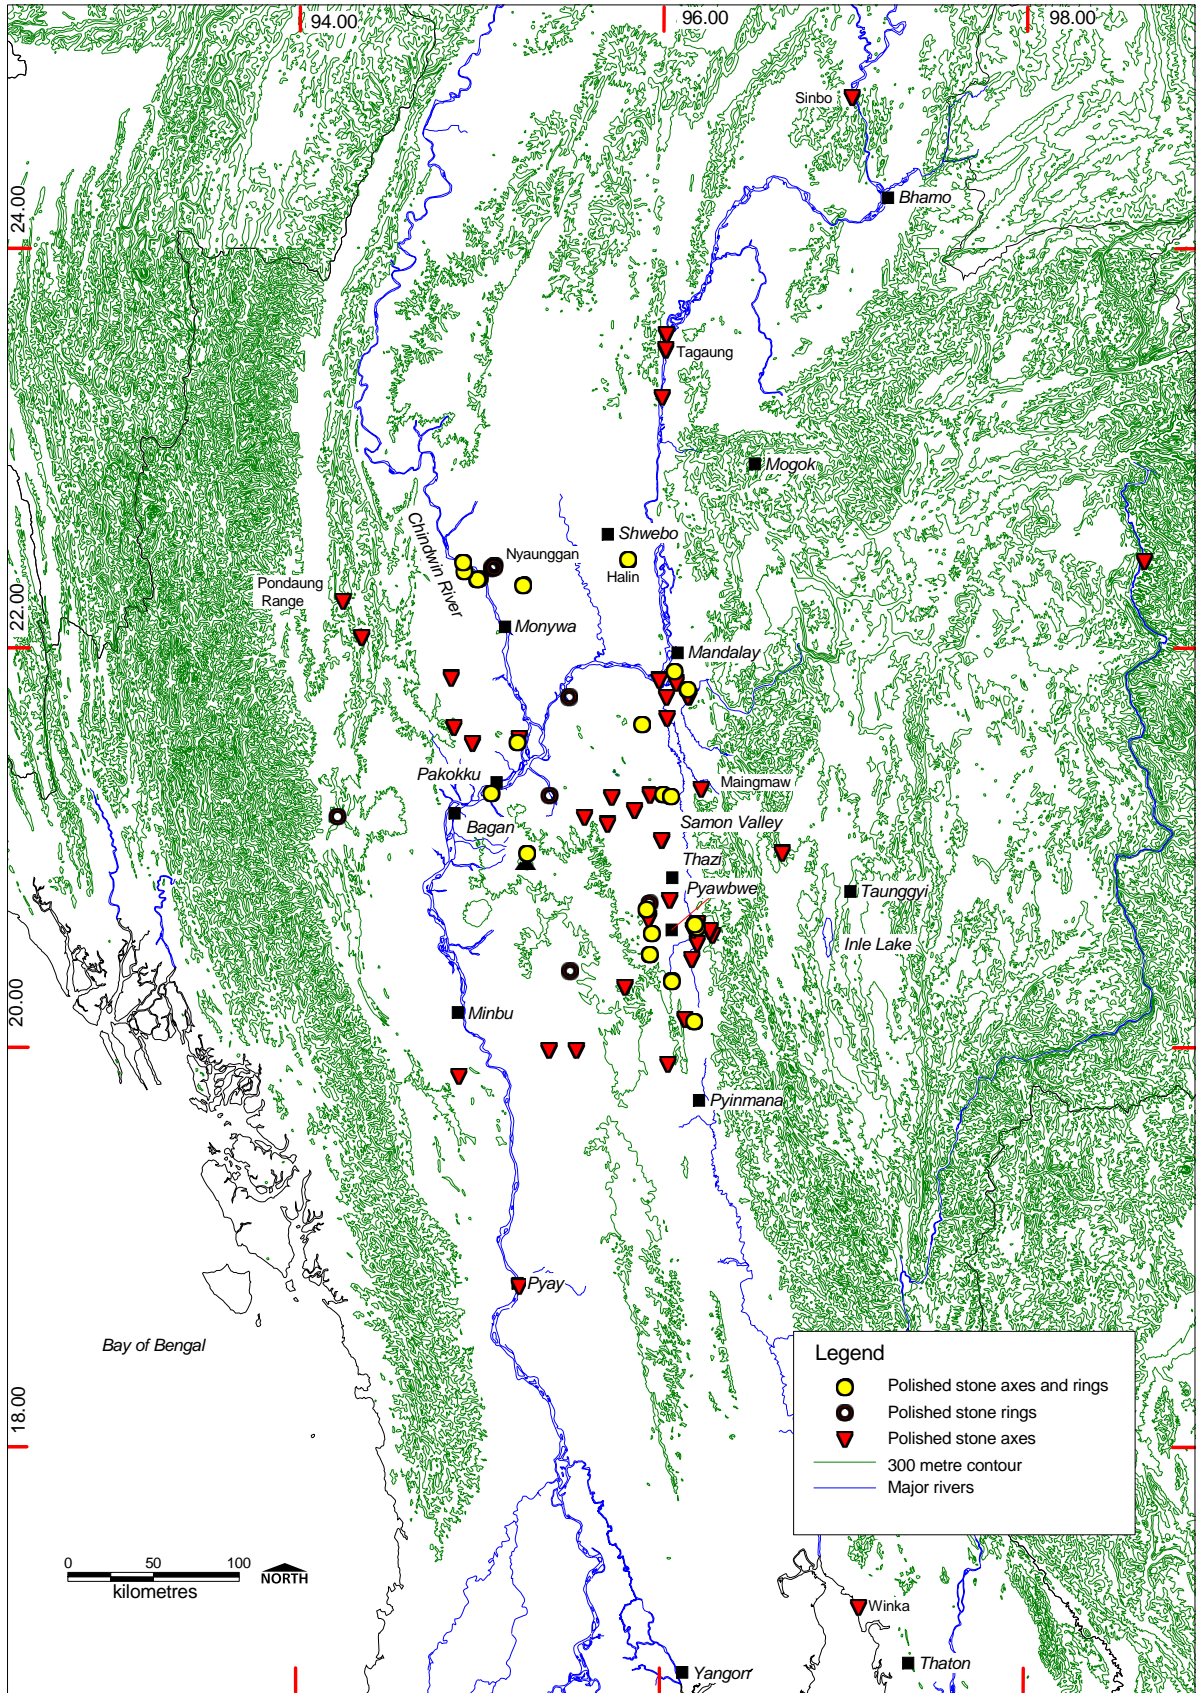 94.00
96.00
98.00
Sinbo
Bhamo
24.00
Tagaung
Mogok
Chindwin River
Nyaunggan
Shwebo
Halin
Pondaung
Range
22.00
Monywa
Mandalay
Pakokku
Maingmaw
Bagan
Samon Valley
Thazi
Pyawbwe
Taunggyi
Inle Lake
20.00
Minbu
Pyinmana
Pyay
Bay of Bengal
18.00
Legend
Polished stone axes and rings
Polished stone rings
Polished stone axes
300 metre contour
Major rivers
0 50 100
kilometres
NORTH
Winka
Thaton
Yangon